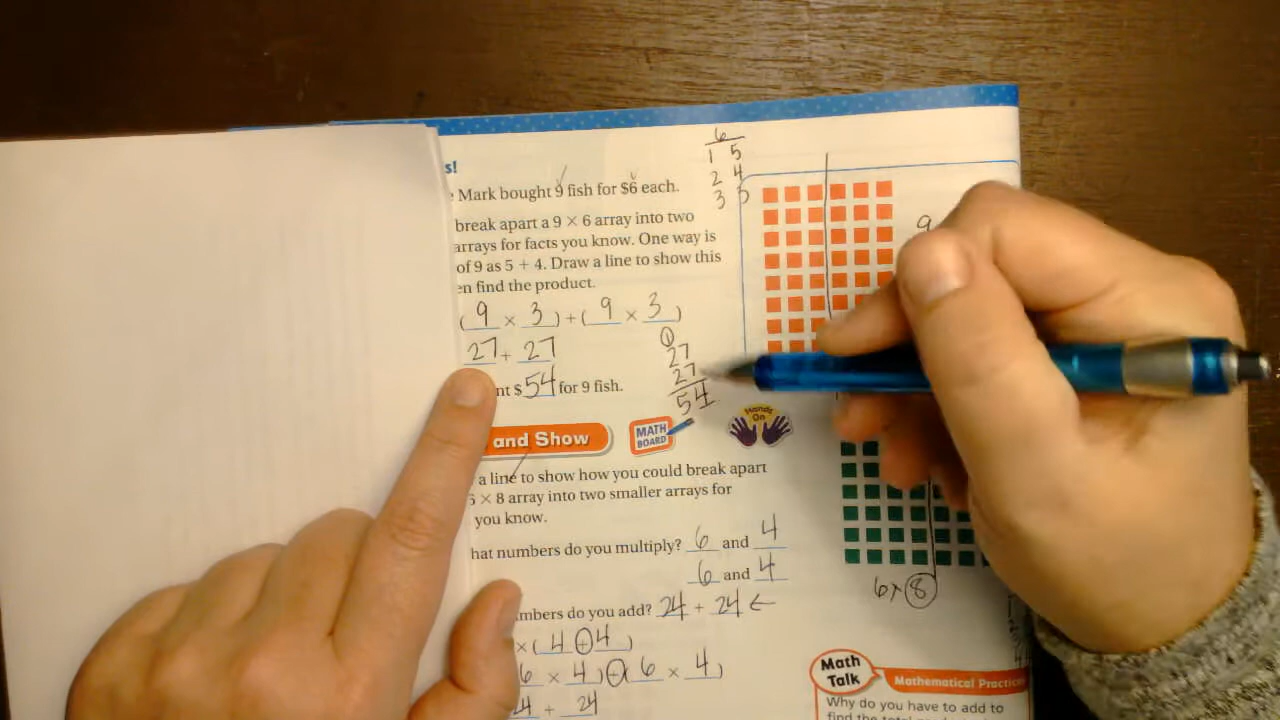 6
1 5
2 4
3
s!
Mark bought 9 fish for $6 each.
break apart a 9 × 6 array into two
arrays for facts you know. One way is
of 9 as 5 + 4. Draw a line to show this
en find the product.
9
( 9 × 3 ) + ( 9 × 3 )
27 + 27
nt $ 54 for 9 fish.
1
27
27
54
Hands
On
and Show
MATH
BOARD
a line to show how you could break apart
6 × 8 array into two smaller arrays for
you know.
hat numbers do you multiply? 6 and 4
6 and 4
6 × 8
mbers do you add? 24 + 24 ←
× ( 4 + 4 )
6 × 4 ) + ( 6 × 4 )
24 + 24
Math
Talk
Mathematical Practic
Why do you have to add to